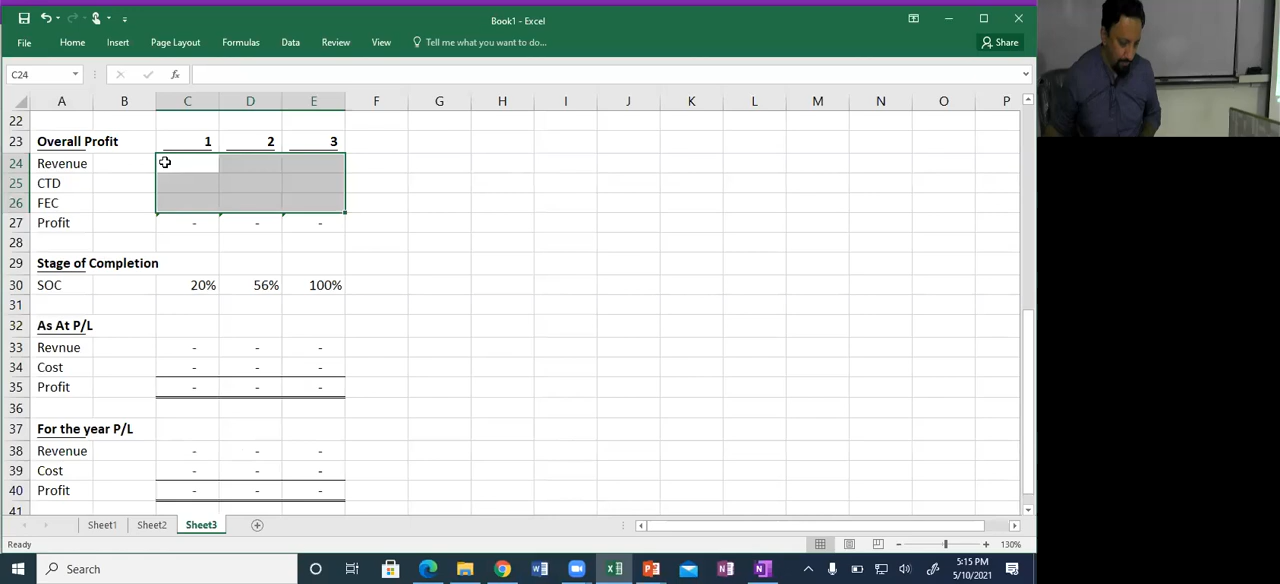 Book1 - Excel
File Home Insert Page Layout Formulas Data Review View Tell me what you want to do... Share
C24 fx
A B C D E F G H I J K L M N O P
22
23 Overall Profit 1 2 3
24 Revenue
25 CTD
26 FEC
27 Profit - - -
28
29 Stage of Completion
30 SOC 20% 56% 100%
31
32 As At P/L
33 Revnue - - -
34 Cost - - -
35 Profit - - -
36
37 For the year P/L
38 Revenue - - -
39 Cost - - -
40 Profit - - -
41
Sheet1 Sheet2 Sheet3
Ready 130%
Search 5:15 PM
5/10/2021